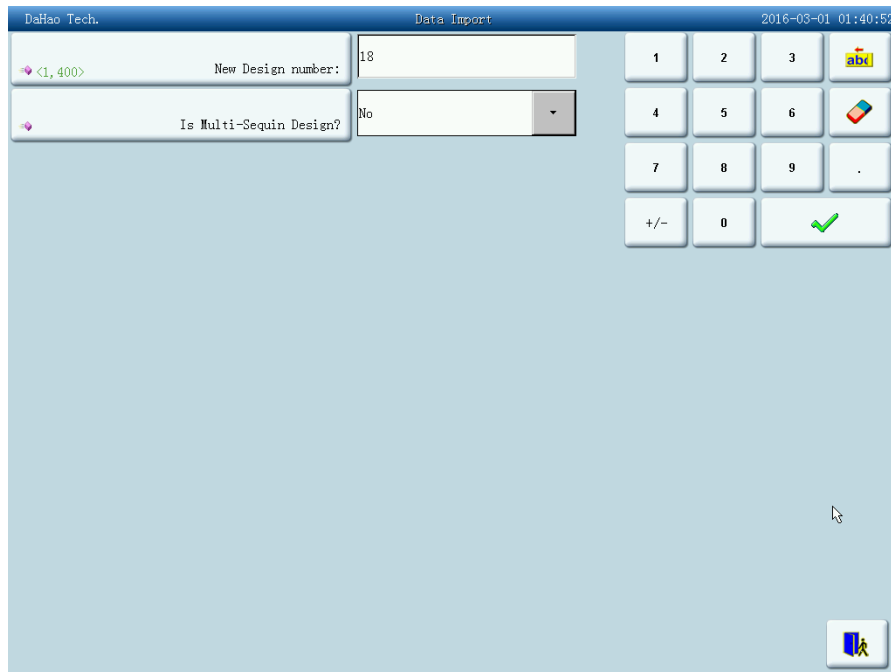 DaHao Tech. Data Import 2016-03-01 01:40:52
<1,400> New Design number: 18
Is Multi-Sequin Design? No
1 2 3 abc
4 5 6
7 8 9 .
+/- 0